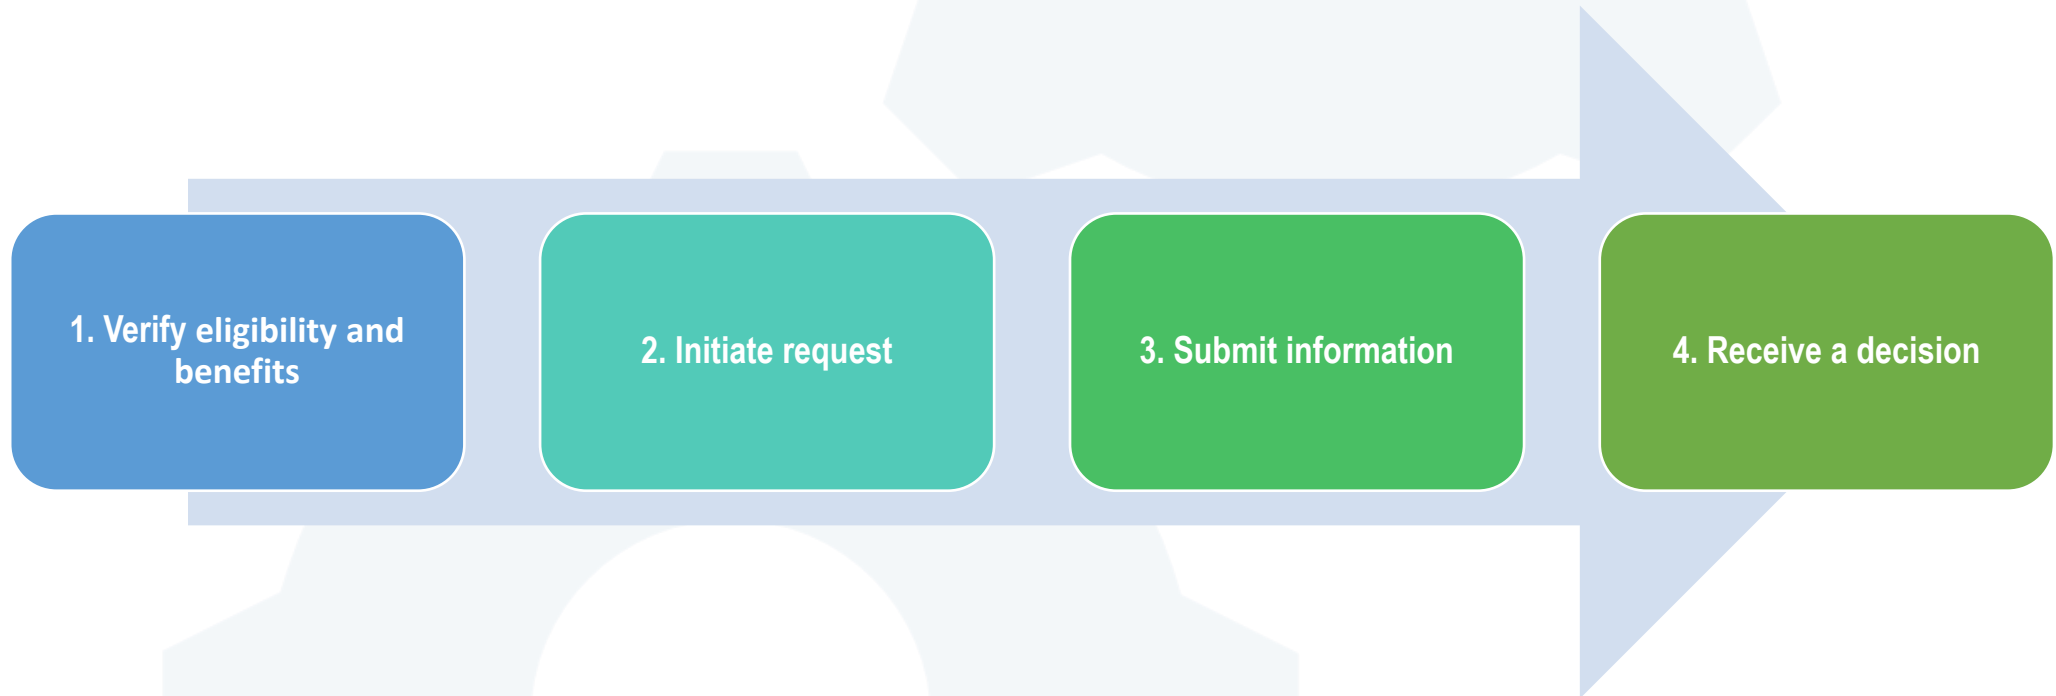 1. Verify eligibility and
benefits
2. Initiate request
3. Submit information
4. Receive a decision